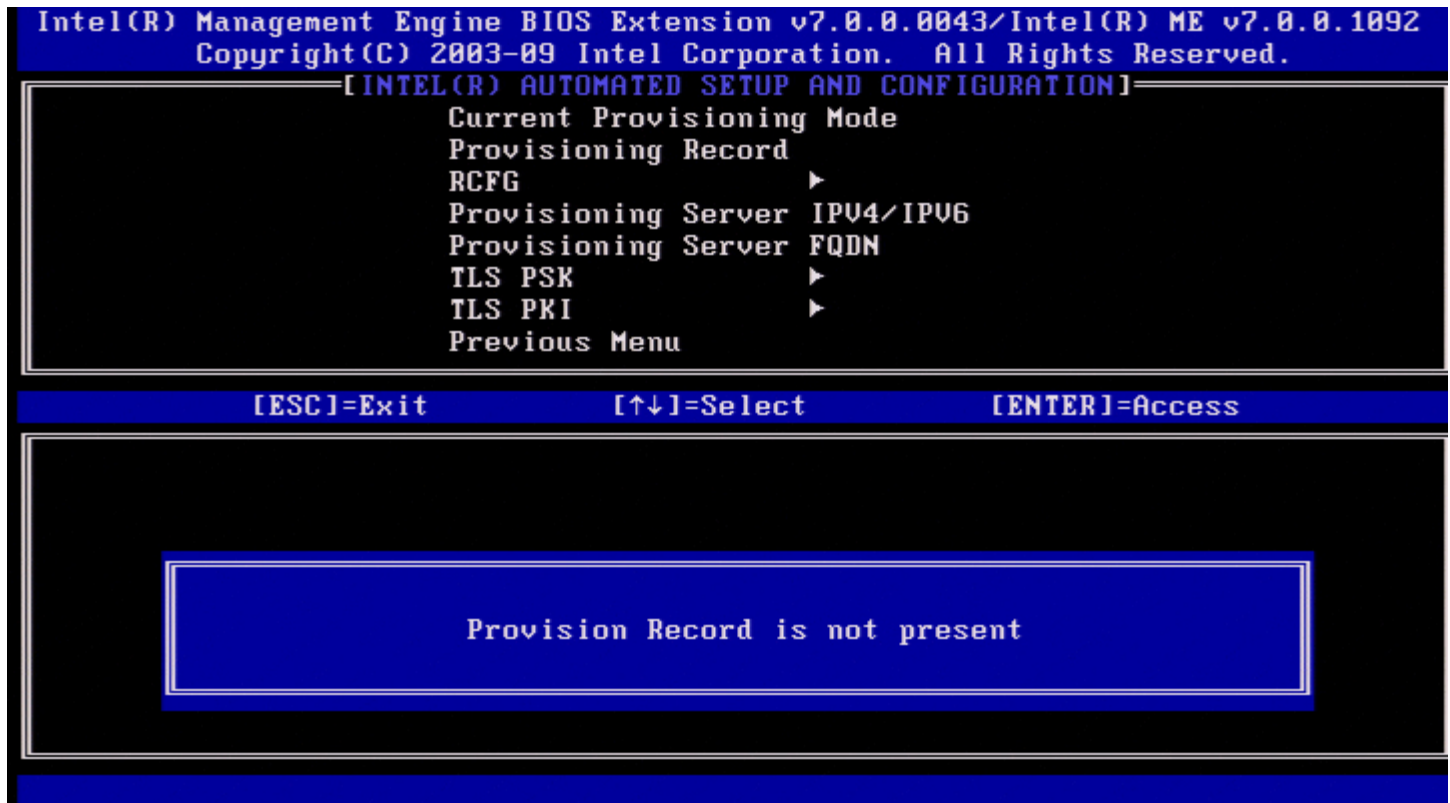 Intel(R) Management Engine BIOS Extension v7.0.0.0043/Intel(R) ME v7.0.0.1092
Copyright(C) 2003-09 Intel Corporation. All Rights Reserved.
[INTEL(R) AUTOMATED SETUP AND CONFIGURATION]
Current Provisioning Mode
Provisioning Record
RCFG ►
Provisioning Server IPV4/IPV6
Provisioning Server FQDN
TLS PSK ►
TLS PKI ►
Previous Menu
[ESC]=Exit [↑↓]=Select [ENTER]=Access
Provision Record is not present